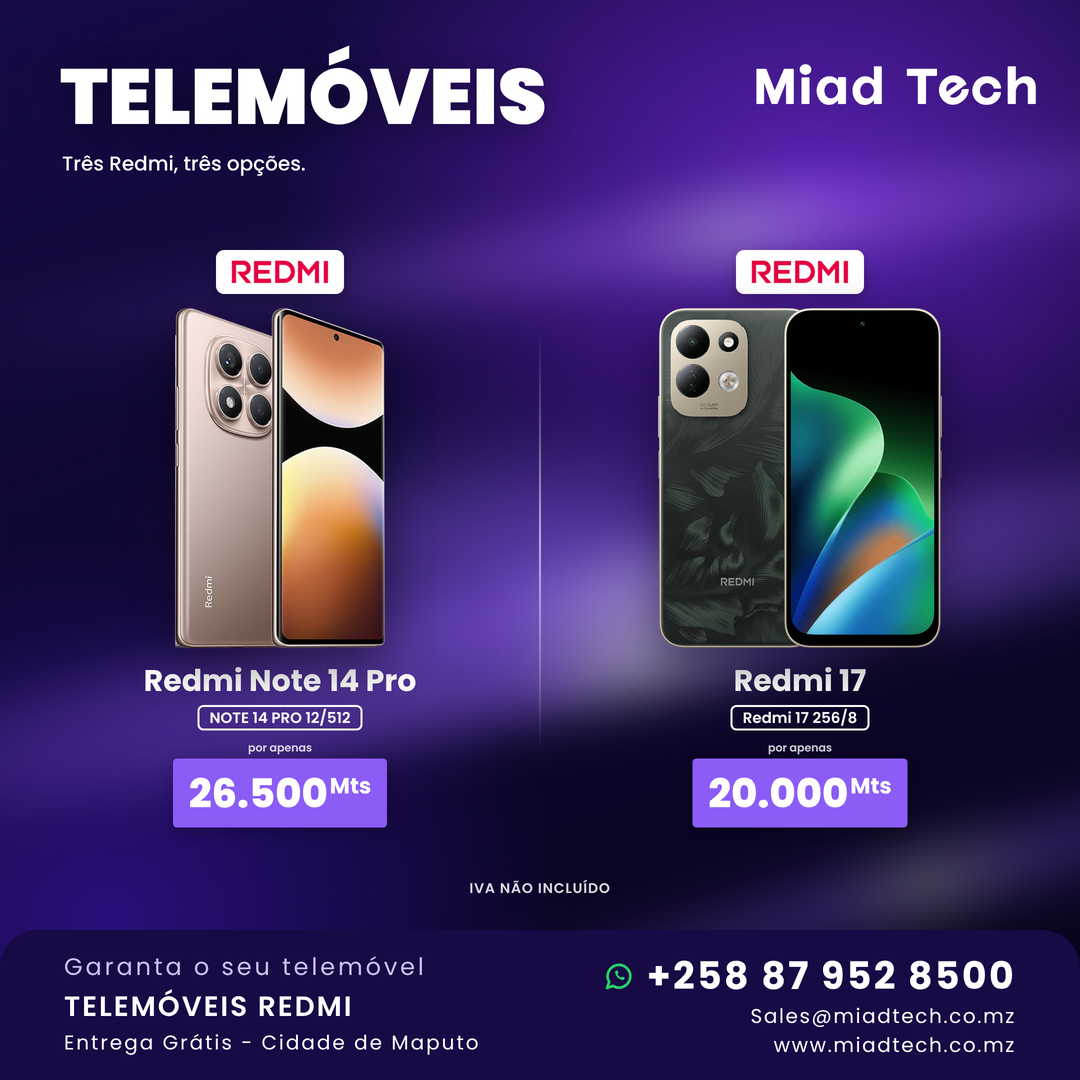 TELEMÓVEIS
Miad Tech
Três Redmi, três opções.
REDMI
REDMI
Redmi
REDMI
Redmi Note 14 Pro
NOTE 14 PRO 12/512
por apenas
26.500Mts
Redmi 17
Redmi 17 256/8
por apenas
20.000Mts
IVA NÃO INCLUÍDO
Garanta o seu telemóvel
TELEMÓVEIS REDMI
Entrega Grátis - Cidade de Maputo
+258 87 952 8500
Sales@miadtech.co.mz
www.miadtech.co.mz